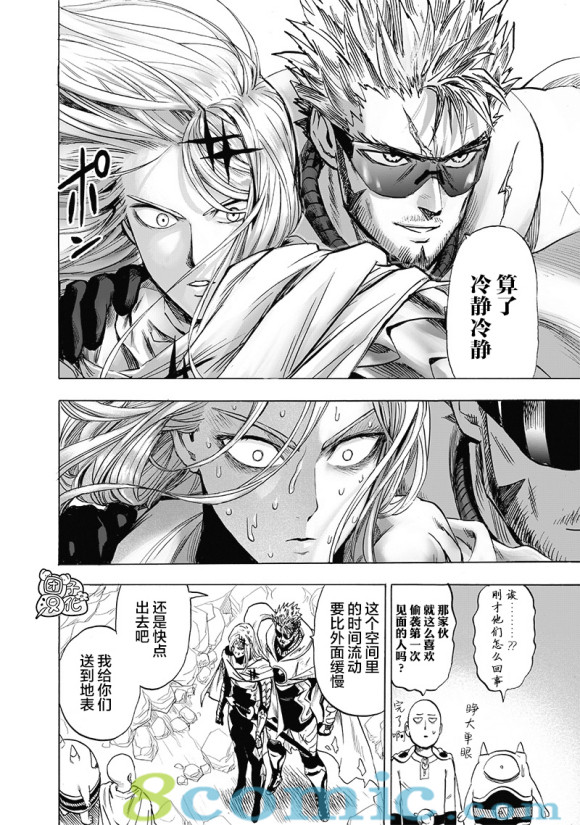 ポン
算了
冷静冷静
诶……??
刚才他们怎么回事
那家伙
就这么喜欢
偷袭第一次
见面的人吗？
睁大单眼
完了啊
这个空间里
的时间流动
要比外面缓慢
还是快点
出去吧
我给你们
送到地表
8comic.com